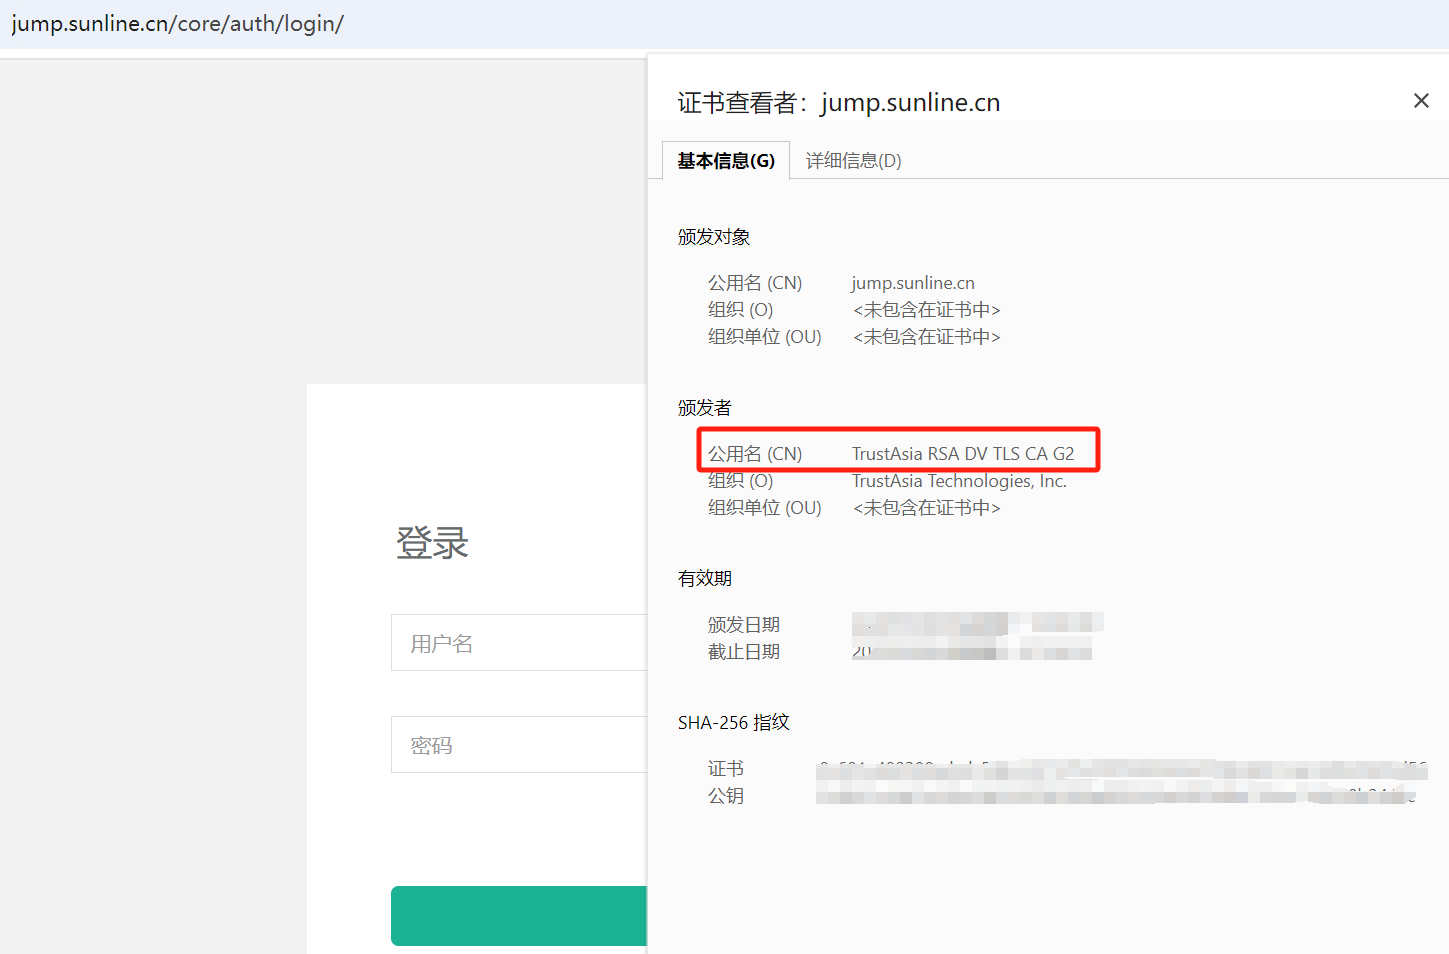 jump.sunline.cn/core/auth/login/
证书查看者：jump.sunline.cn
基本信息(G) 详细信息(D)
颁发对象
公用名 (CN) jump.sunline.cn
组织 (O) <未包含在证书中>
组织单位 (OU) <未包含在证书中>
颁发者
公用名 (CN) TrustAsia RSA DV TLS CA G2
组织 (O) TrustAsia Technologies, Inc.
组织单位 (OU) <未包含在证书中>
登录
有效期
颁发日期
截止日期
用户名
密码
SHA-256 指纹
证书
公钥